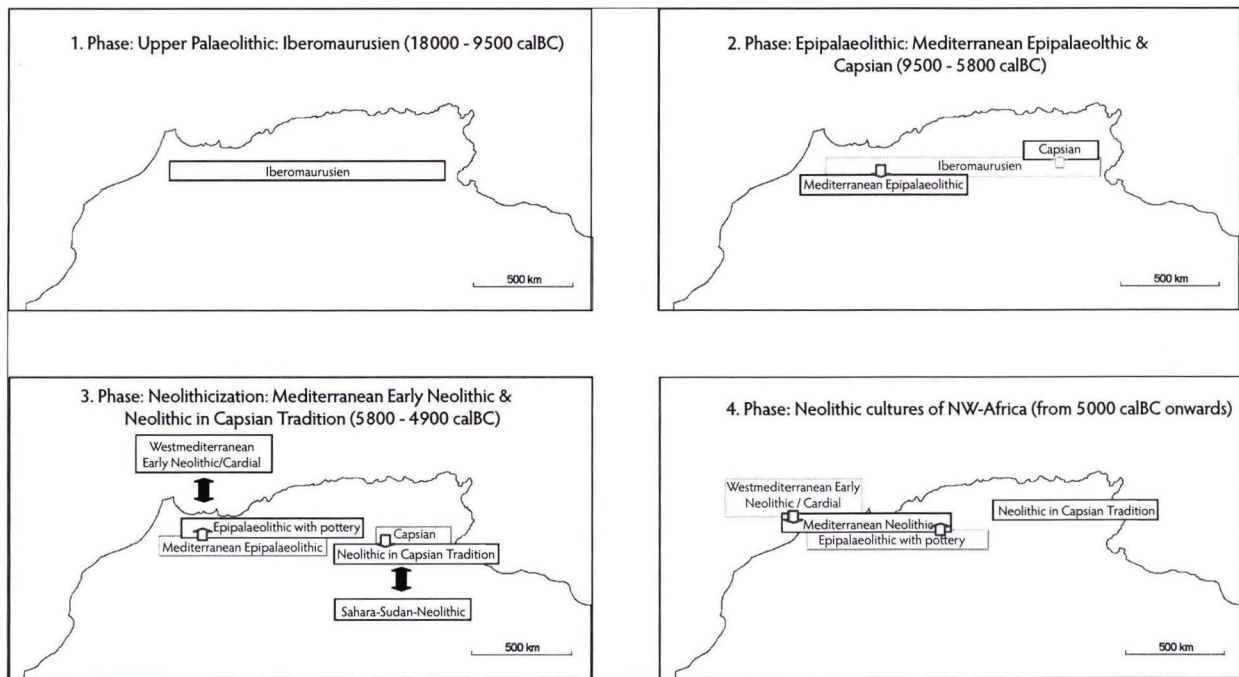 1. Phase: Upper Palaeolithic: Iberomaurusien (18000 - 9500 calBC)
Iberomaurusien
500 km
2. Phase: Epipalaeolithic: Mediterranean Epipalaeolthic &
Capsian (9500 - 5800 calBC)
Capsian
Iberomaurusien
Mediterranean Epipalaeolithic
500 km
3. Phase: Neolithicization: Mediterranean Early Neolithic &
Neolithic in Capsian Tradition (5800 - 4900 calBC)
Westmediterranean
Early Neolithic/Cardial
Epipalaeolithic with pottery
Mediterranean Epipalaeolithic
Capsian
Neolithic in Capsian Tradition
Sahara-Sudan-Neolithic
500 km
4. Phase: Neolithic cultures of NW-Africa (from 5000 calBC onwards)
Westmediterranean Early
Neolithic / Cardial
Mediterranean Neolithic
Epipalaeolithic with pottery
Neolithic in Capsian Tradition
500 km